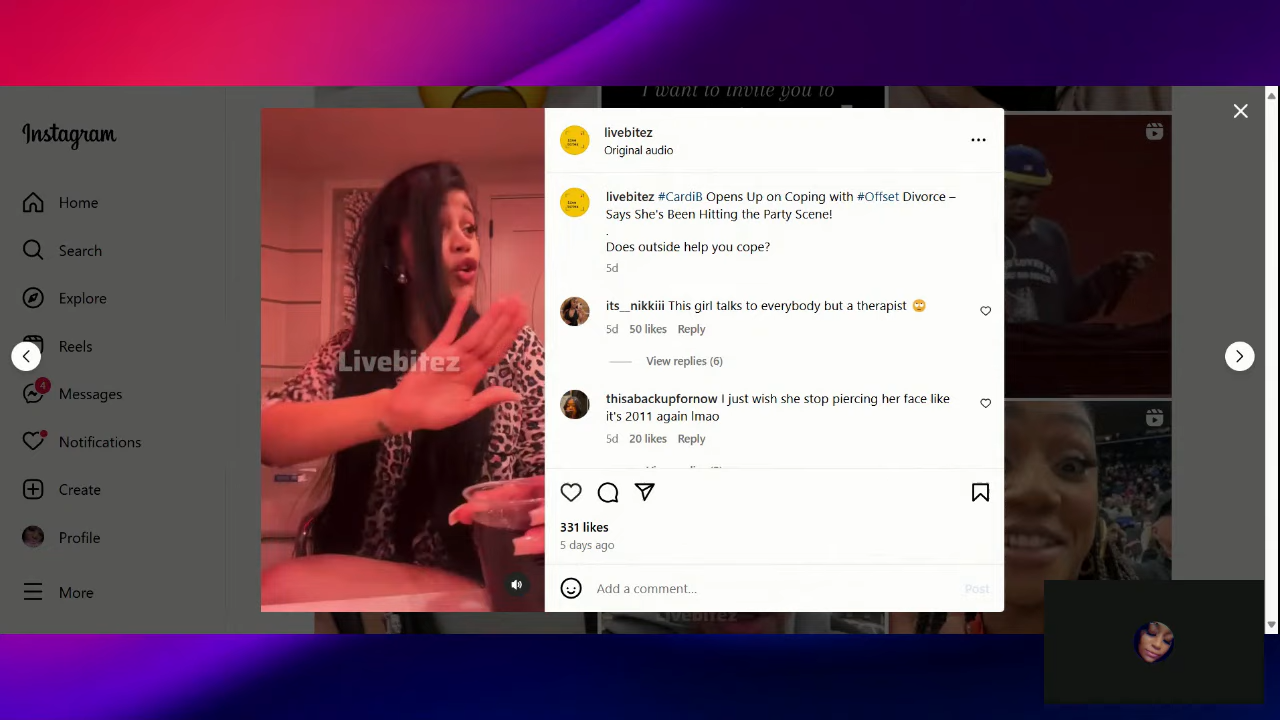 I want to invite you to
Instagram
livebitez
Original audio
Home
livebitez #CardiB Opens Up on Coping with #Offset Divorce –
Says She's Been Hitting the Party Scene!
.
Does outside help you cope?
5d
Search
Explore
its__nikkiii This girl talks to everybody but a therapist 🙄
5d 50 likes Reply
View replies (6)
Reels
Livebitez
4
Messages
thisabackupfornow I just wish she stop piercing her face like
it's 2011 again lmao
5d 20 likes Reply
Notifications
Create
331 likes
5 days ago
Profile
More
Add a comment...
Post
Livebitez